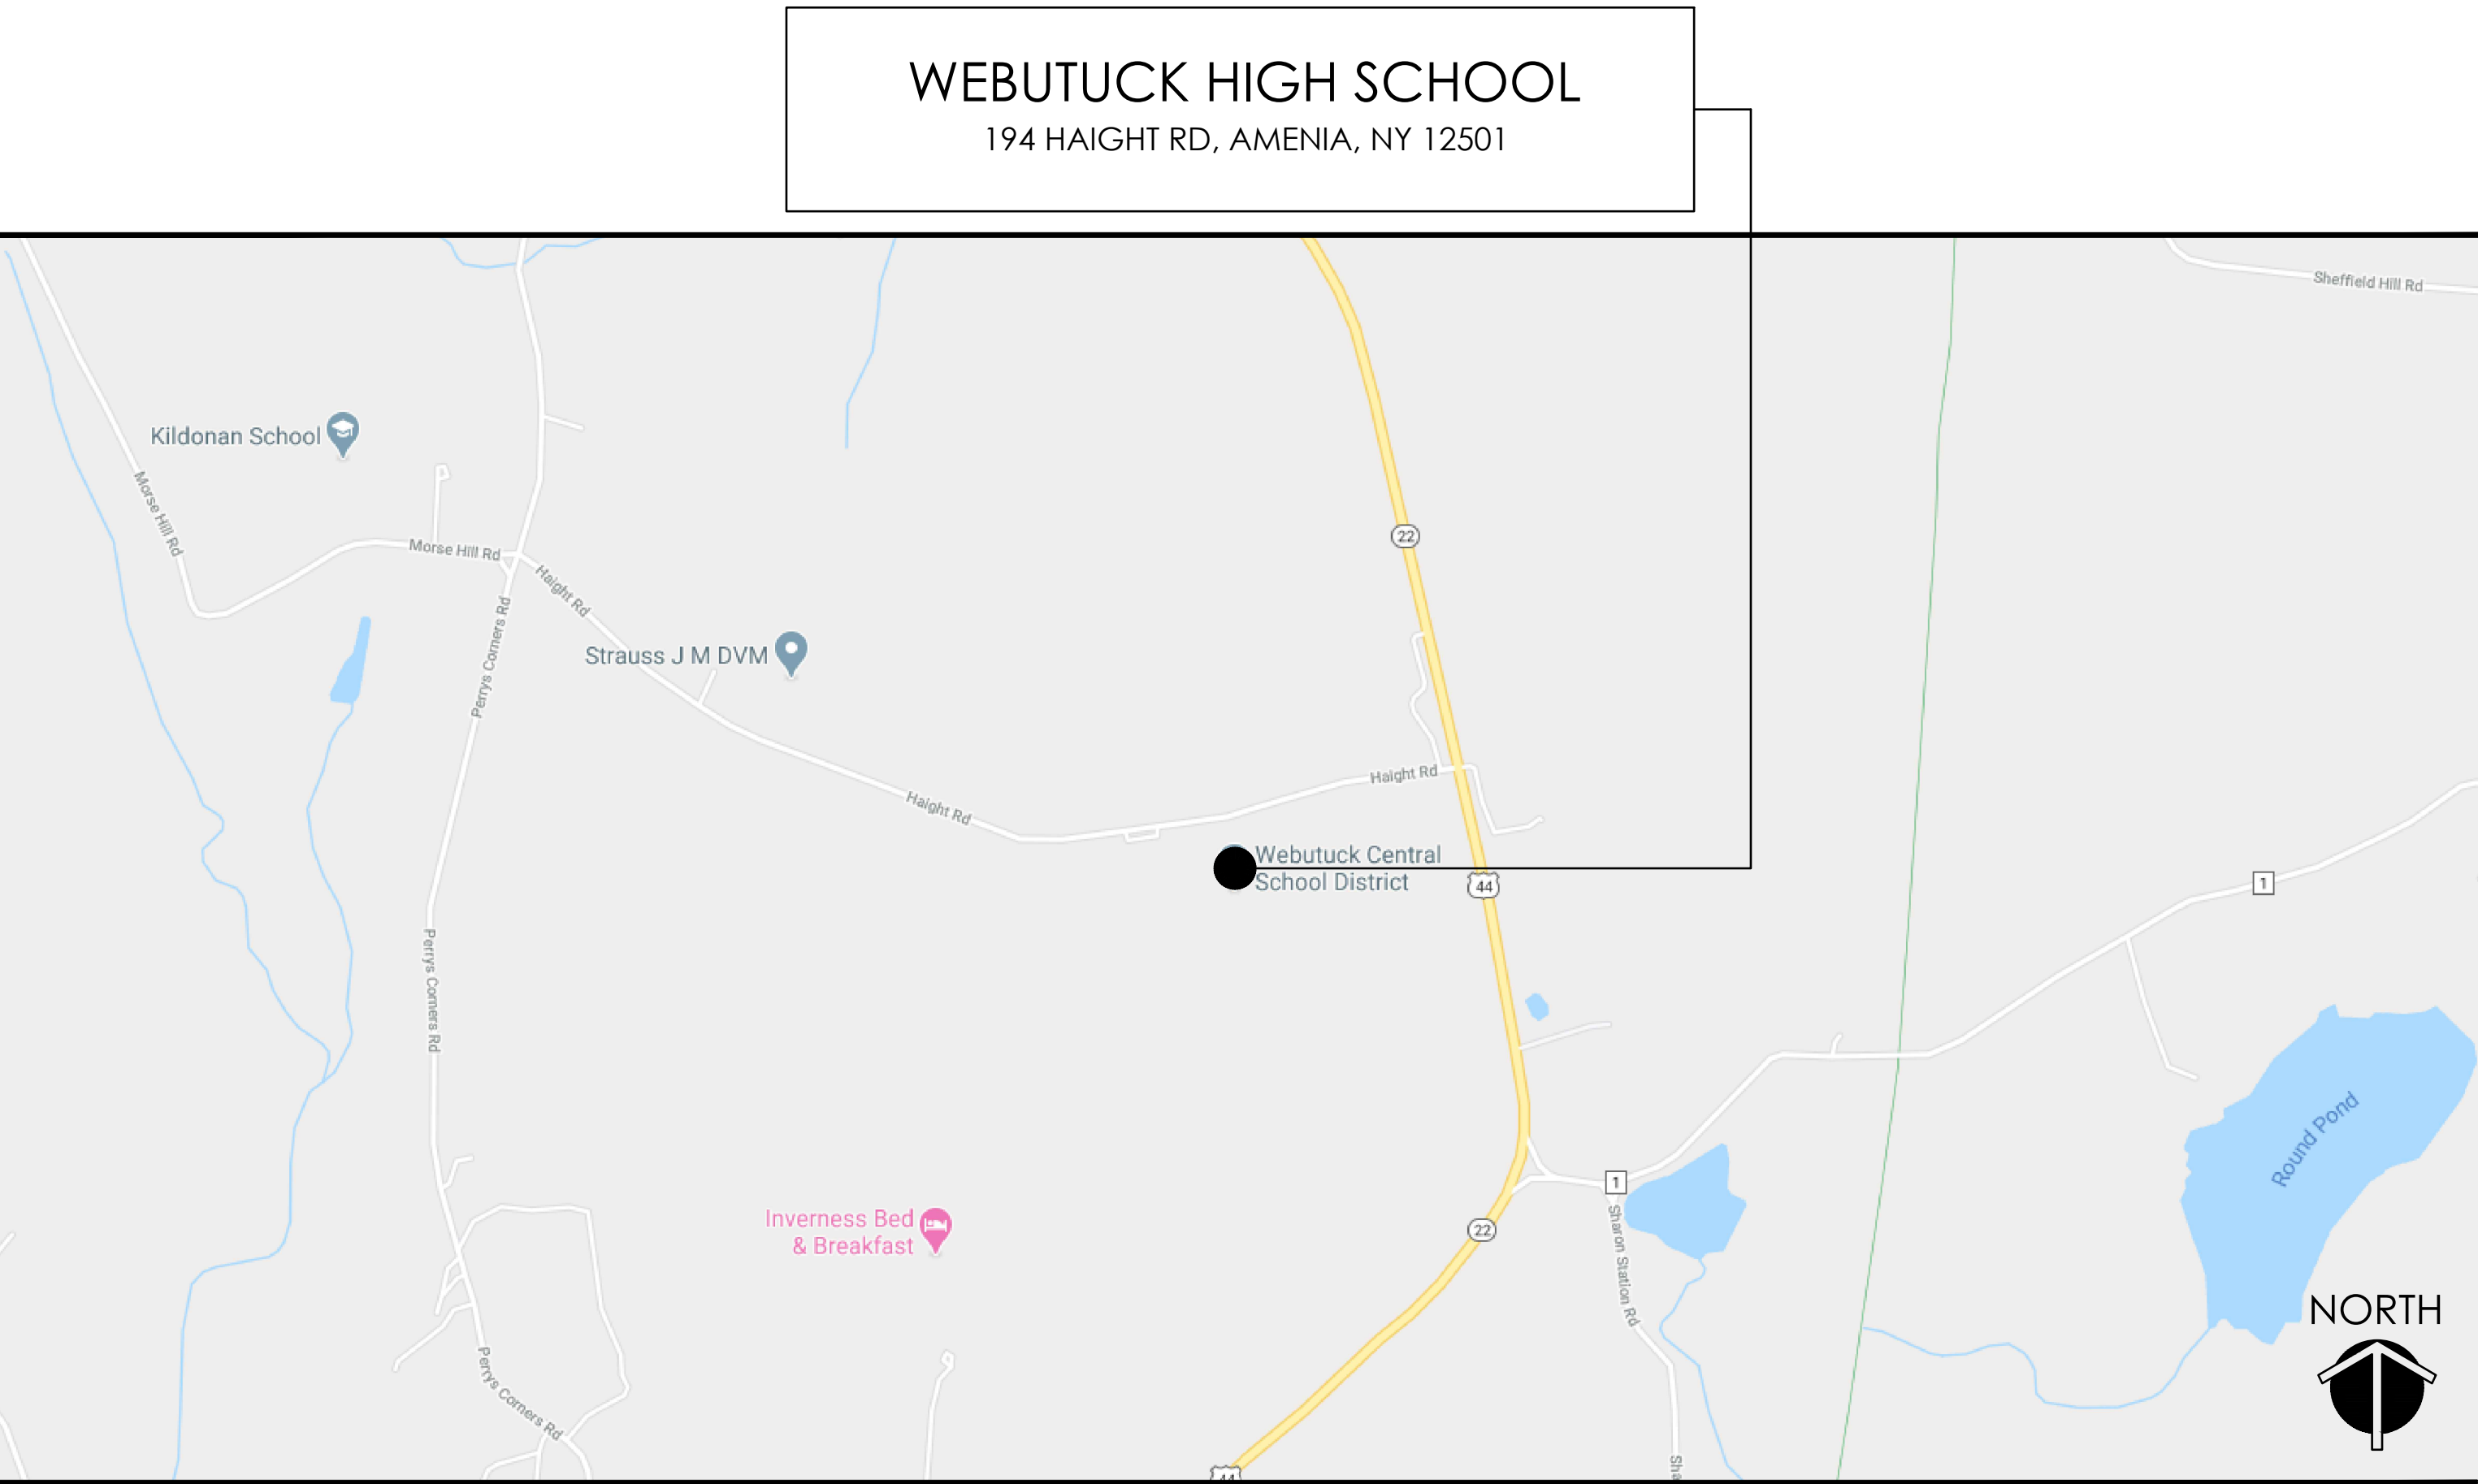 WEBUTUCK HIGH SCHOOL
194 HAIGHT RD, AMENIA, NY 12501
Sheffield Hill Rd
Kildonan School
Morse Hill Rd
22
Morse Hill Rd
Haight Rd
Perrys Corners Rd
Strauss J M DVM
Haight Rd
Haight Rd
Webutuck Central
School District
44
1
Perrys Corners Rd
Round Pond
1
Inverness Bed
& Breakfast
22
Sharon Station Rd
NORTH
Perrys Corners Rd
Sha
44